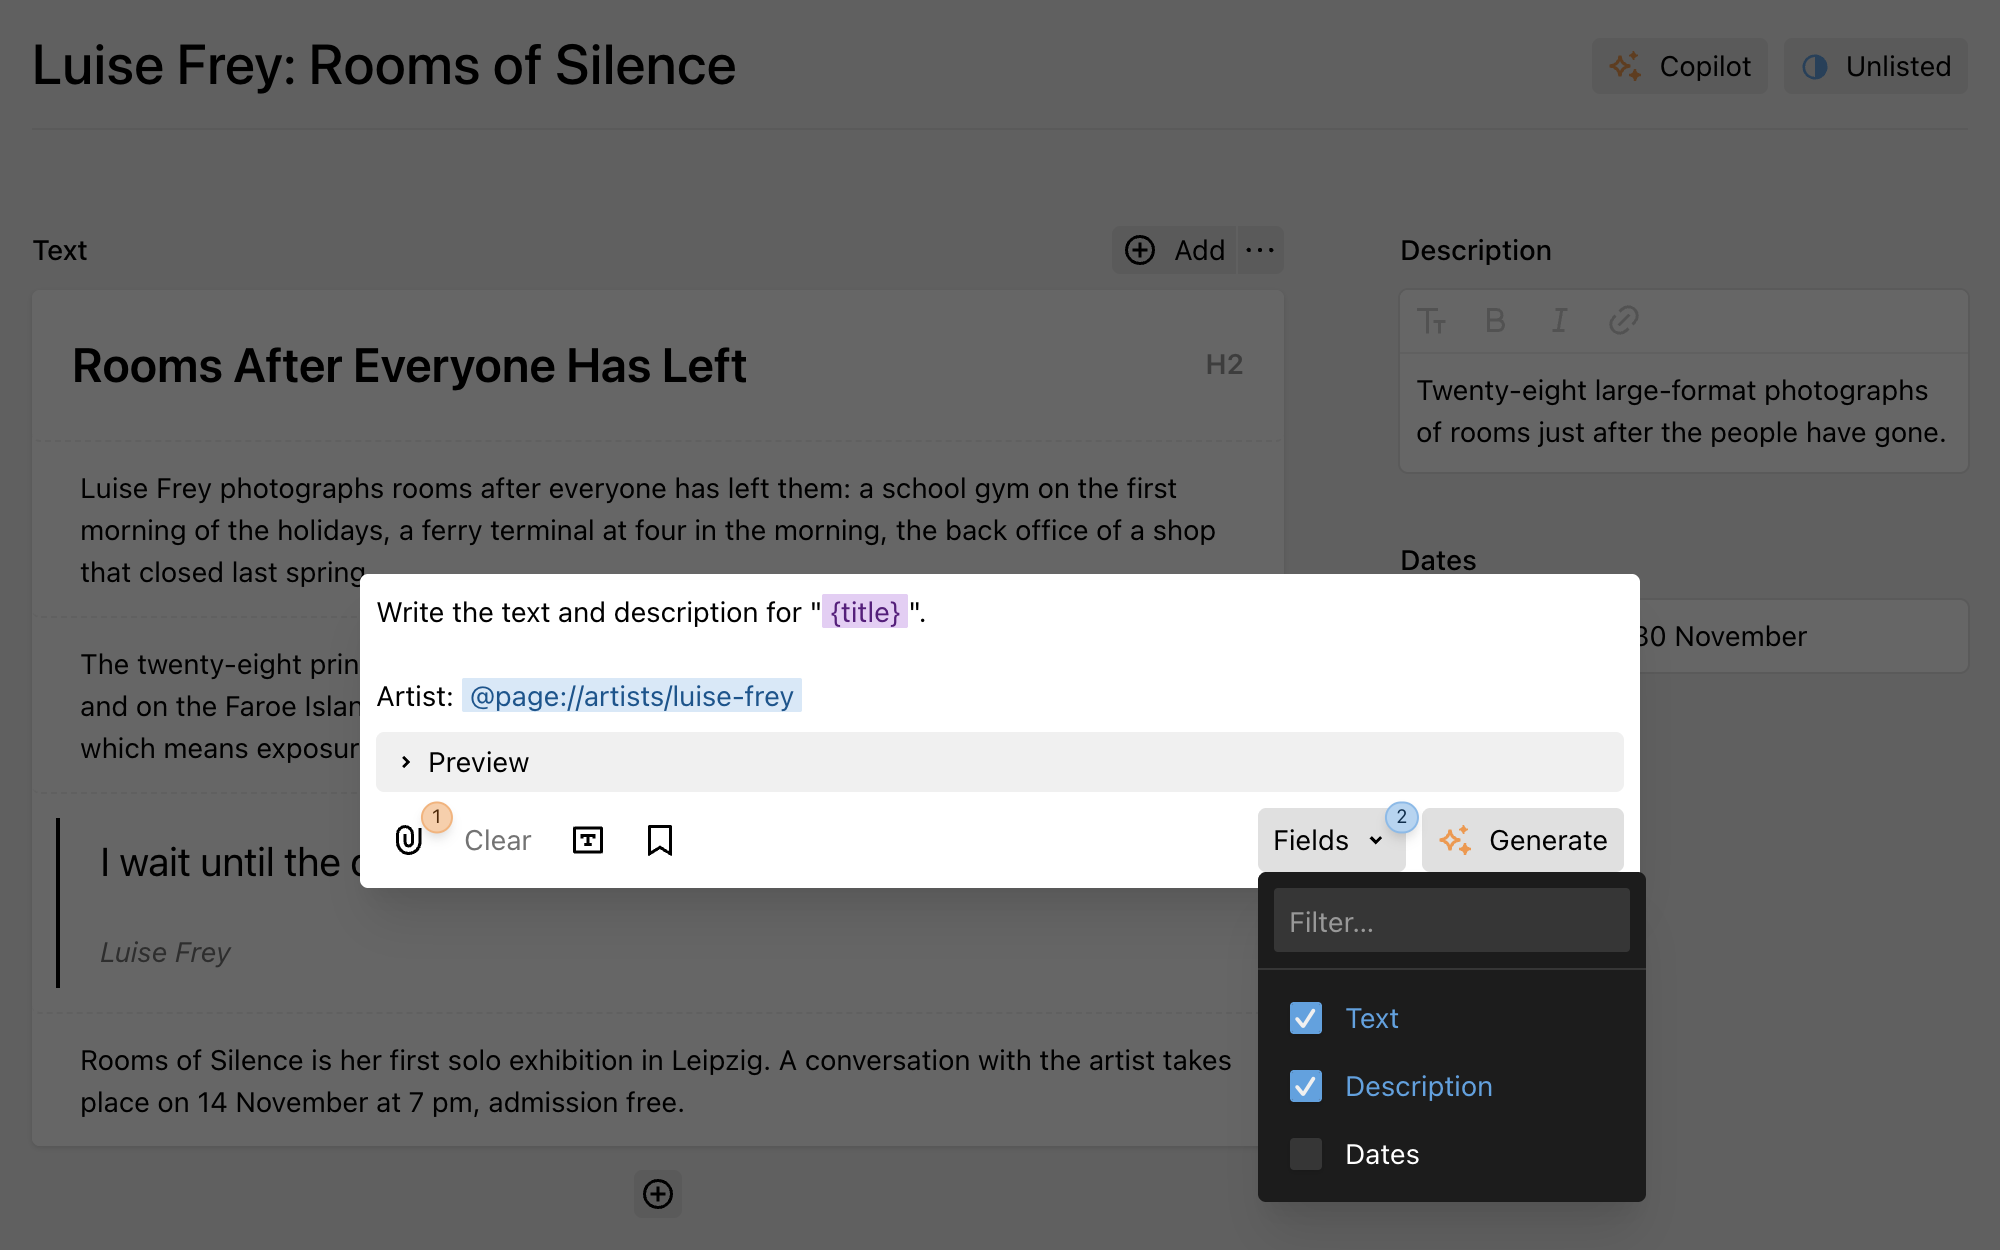 Luise Frey: Rooms of Silence
Copilot
Unlisted
Text
Add
Description
Rooms After Everyone Has Left
H2
Twenty-eight large-format photographs
of rooms just after the people have gone.
Luise Frey photographs rooms after everyone has left them: a school gym on the first
morning of the holidays, a ferry terminal at four in the morning, the back office of a shop
that closed last spring
Dates
30 November
The twenty-eight
and on the Faroe
which means
I wait until the
Luise Frey
Rooms of Silence is her first solo exhibition in Leipzig. A conversation with the artist takes
place on 14 November at 7 pm, admission free.
Write the text and description for "{title}".
Artist: @page://artists/luise-frey
Preview
1
Clear
Fields
2
Generate
Filter...
Text
Description
Dates